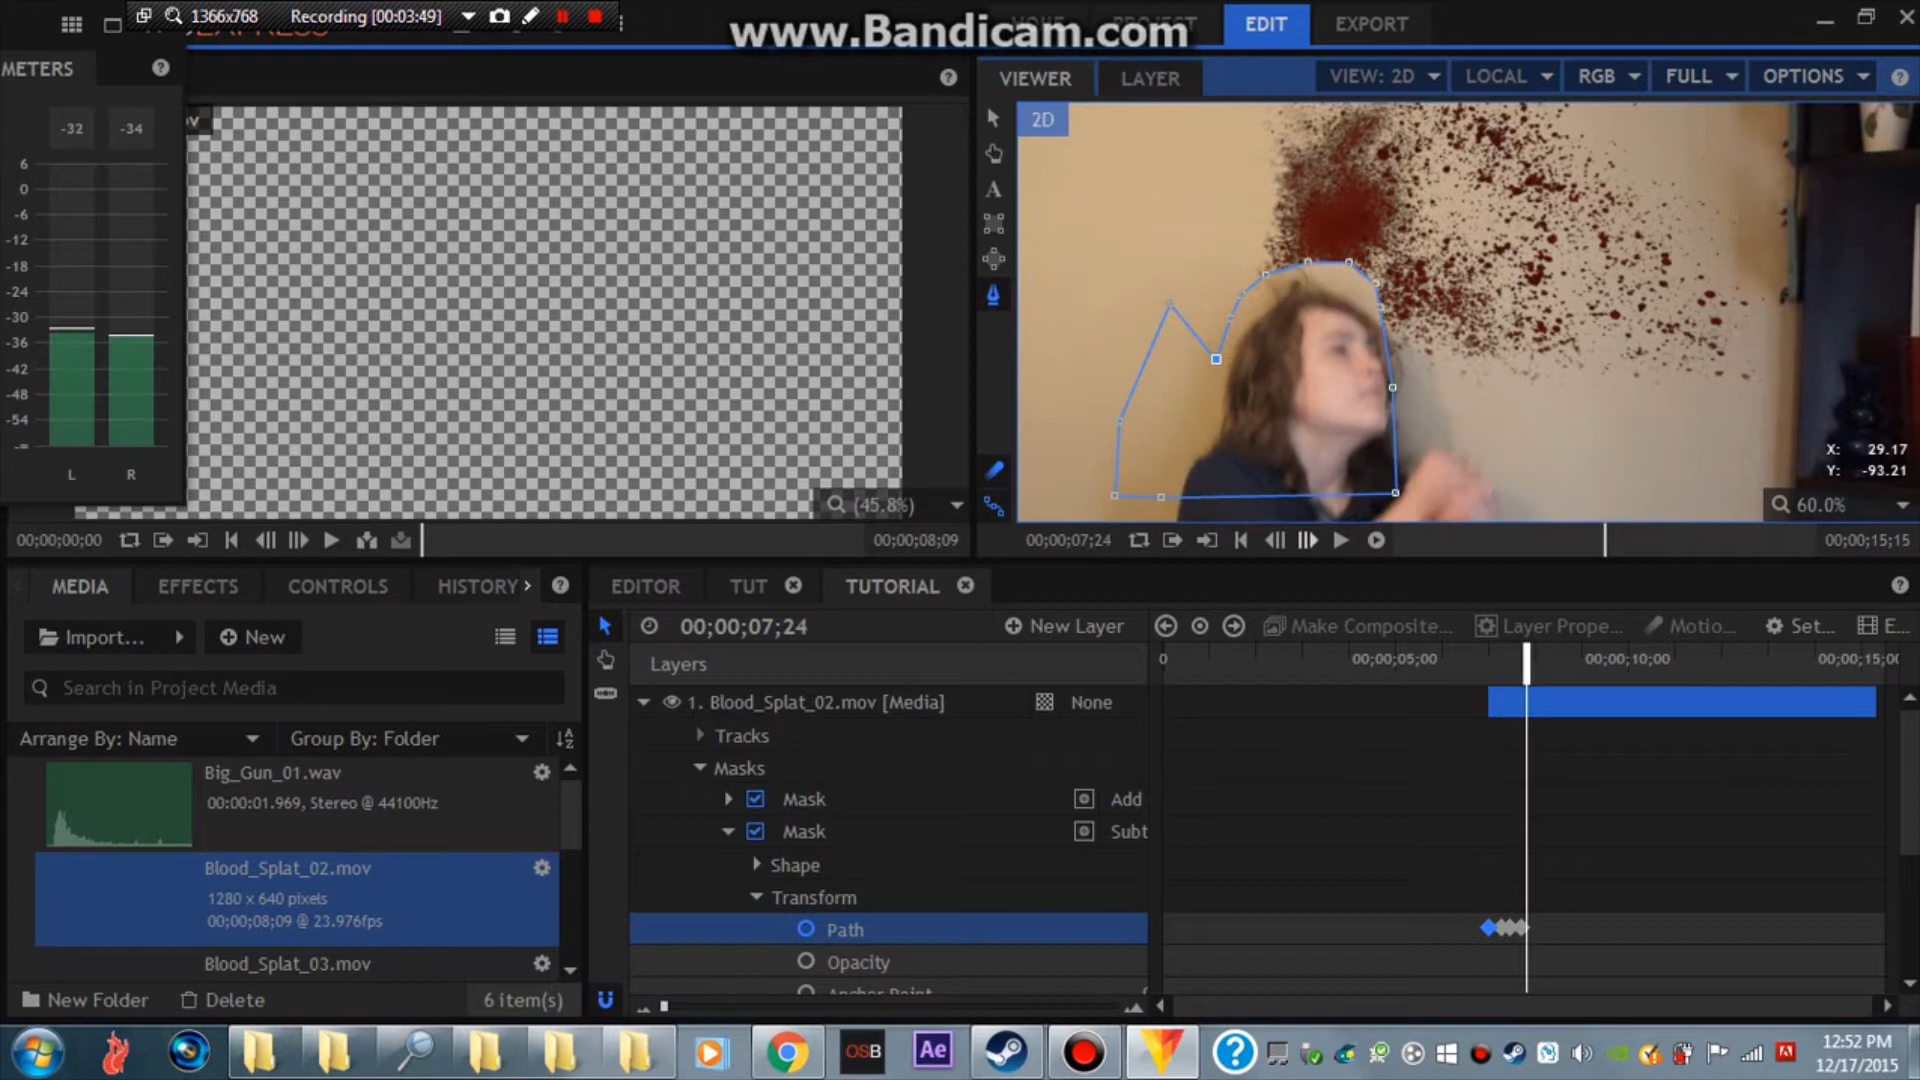 1366x768
Recording [00:03:49]
www.Bandicam.com
EXPRESS
EDIT
EXPORT
METERS
-32
-34
6
0
-6
-12
-18
-24
-30
-36
-42
-48
-54
-∞
L
R
(45.8%)
00;00;00;00
00;00;08;09
VIEWER
LAYER
VIEW: 2D
LOCAL
RGB
FULL
OPTIONS
2D
X: 29.17
Y: -93.21
60.0%
00;00;07;24
00;00;15;15
MEDIA
EFFECTS
CONTROLS
HISTORY
Import...
New
Search in Project Media
Arrange By: Name
Group By: Folder
Big_Gun_01.wav
00:00:01.969, Stereo @ 44100Hz
Blood_Splat_02.mov
1280 x 640 pixels
00;00;08;09 @ 23.976fps
Blood_Splat_03.mov
New Folder
Delete
6 item(s)
EDITOR
TUT
TUTORIAL
00;00;07;24
New Layer
Make Composite...
Layer Prope...
Motio...
Set...
E...
Layers
0
00;00;05;00
00;00;10;00
00;00;15;00
1. Blood_Splat_02.mov [Media]
None
Tracks
Masks
Mask
Add
Mask
Subt
Shape
Transform
Path
Opacity
Anchor Point
OSB
Ae
12:52 PM
12/17/2015